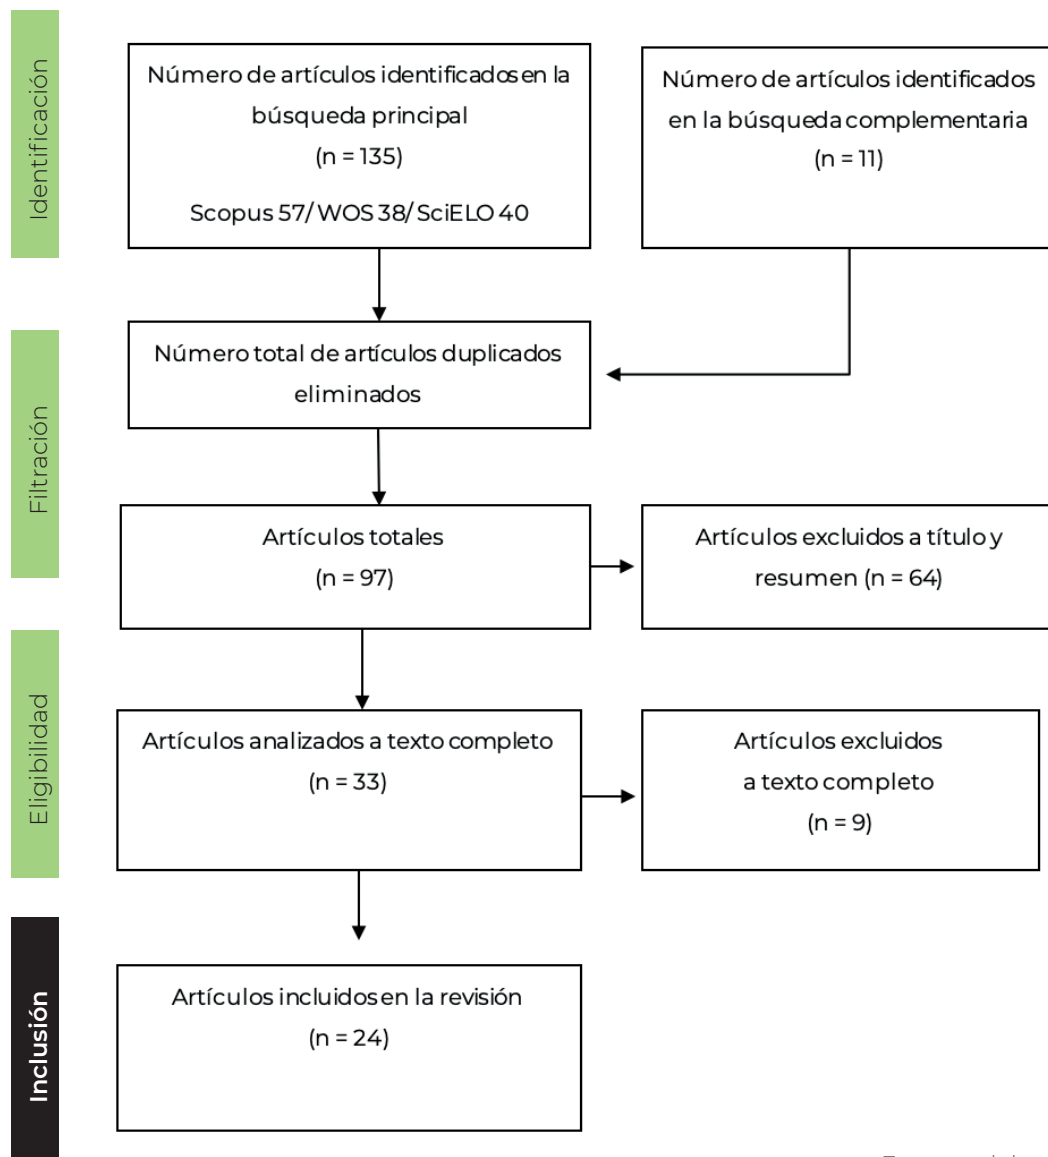 Identificación
Número de artículos identificados en la
búsqueda principal
(n = 135)
Scopus 57/ WOS 38/ SciELO 40
Número de artículos identificados
en la búsqueda complementaria
(n = 11)
Filtración
Número total de artículos duplicados
eliminados
Artículos totales
(n = 97)
Artículos excluidos a título y
resumen (n = 64)
Eligibilidad
Artículos analizados a texto completo
(n = 33)
Artículos excluidos
a texto completo
(n = 9)
Inclusión
Artículos incluidos en la revisión
(n = 24)